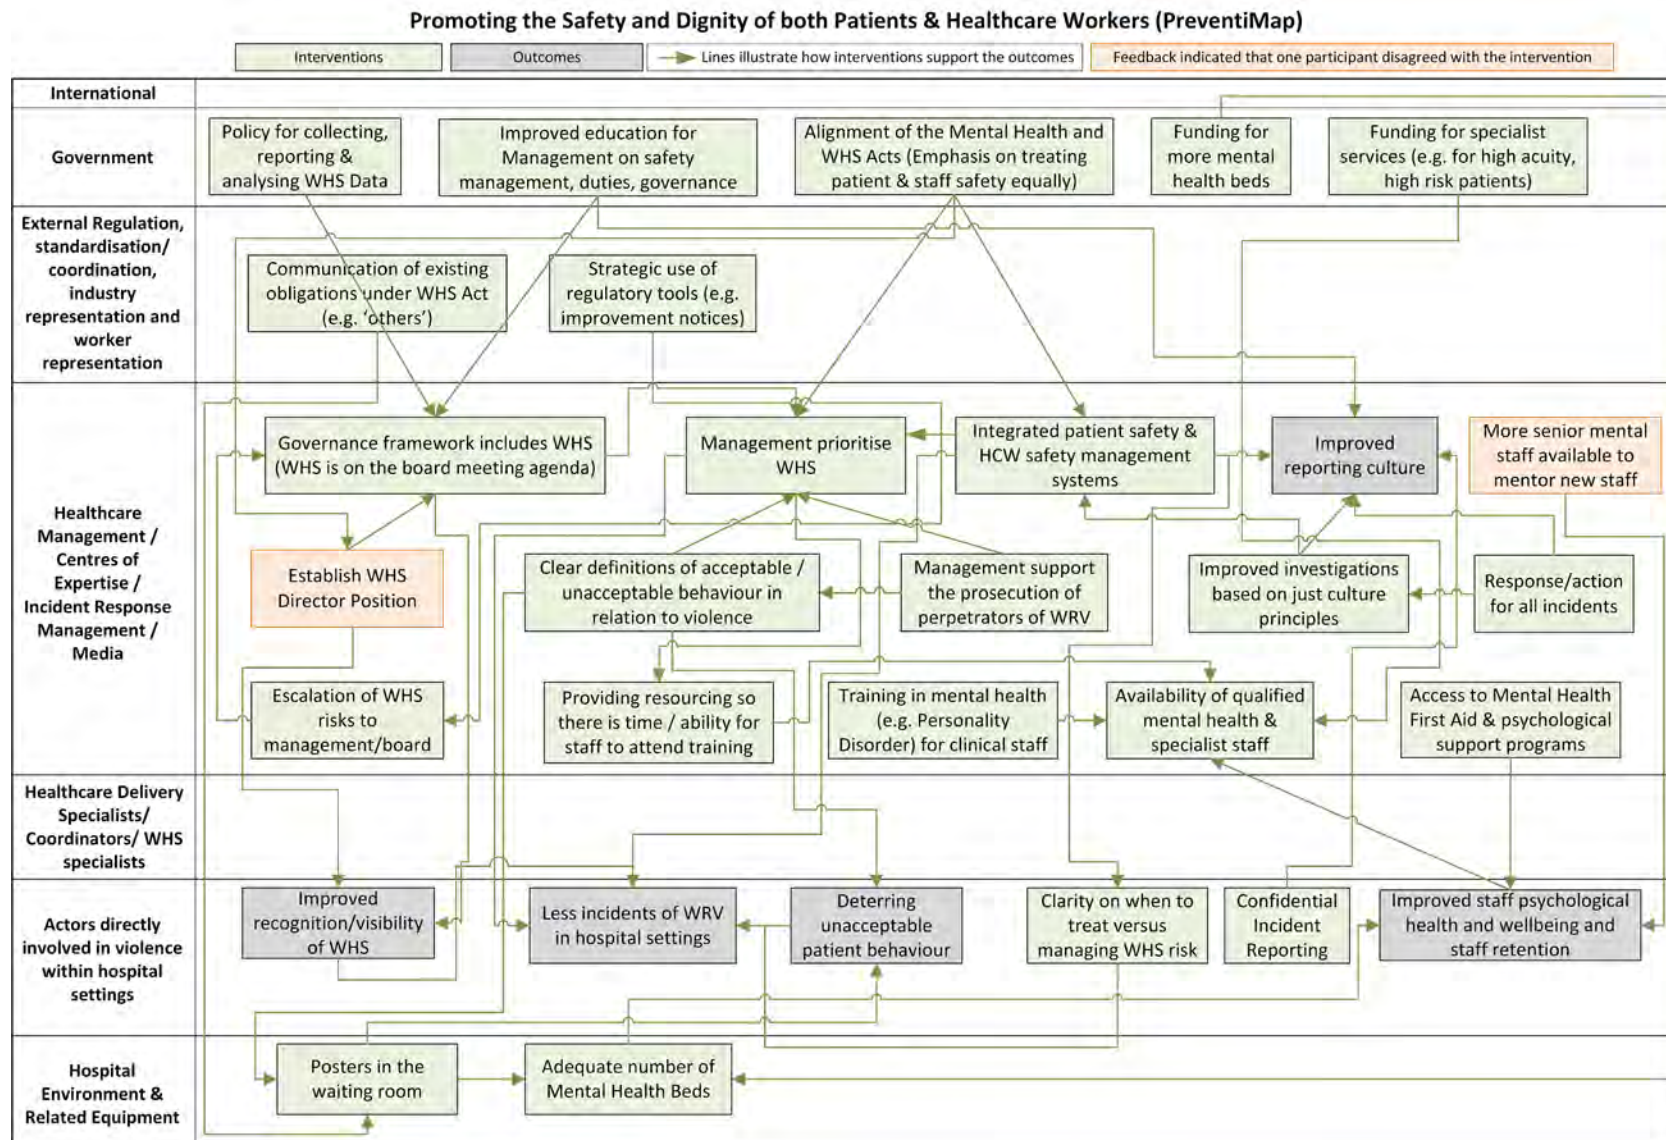 Promoting the Safety and Dignity of both Patients & Healthcare Workers (PreventiMap)
Interventions
Outcomes
Lines illustrate how interventions support the outcomes
Feedback indicated that one participant disagreed with the intervention
International
Government
Policy for collecting,
reporting &
analysing WHS Data
Improved education for
Management on safety
management, duties, governance
Alignment of the Mental Health and
WHS Acts (Emphasis on treating
patient & staff safety equally)
Funding for
more mental
health beds
Funding for specialist
services (e.g. for high acuity,
high risk patients)
External Regulation,
standardisation/
coordination,
industry
representation and
worker
representation
Communication of existing
obligations under WHS Act
(e.g. ‘others’)
Strategic use of
regulatory tools (e.g.
improvement notices)
Healthcare
Management /
Centres of
Expertise /
Incident Response
Management /
Media
Governance framework includes WHS
(WHS is on the board meeting agenda)
Management prioritise
WHS
Integrated patient safety &
HCW safety management
systems
Improved
reporting culture
More senior mental
staff available to
mentor new staff
Establish WHS
Director Position
Clear definitions of acceptable /
unacceptable behaviour in
relation to violence
Management support
the prosecution of
perpetrators of WRV
Improved investigations
based on just culture
principles
Response/action
for all incidents
Escalation of WHS
risks to
management/board
Providing resourcing so
there is time / ability for
staff to attend training
Training in mental health
(e.g. Personality
Disorder) for clinical staff
Availability of qualified
mental health &
specialist staff
Access to Mental Health
First Aid & psychological
support programs
Healthcare Delivery
Specialists/
Coordinators/ WHS
specialists
Actors directly
involved in violence
within hospital
settings
Improved
recognition/visibility
of WHS
Less incidents of WRV
in hospital settings
Deterring
unacceptable
patient behaviour
Clarity on when to
treat versus
managing WHS risk
Confidential
Incident
Reporting
Improved staff psychological
health and wellbeing and
staff retention
Hospital
Environment &
Related Equipment
Posters in the
waiting room
Adequate number of
Mental Health Beds